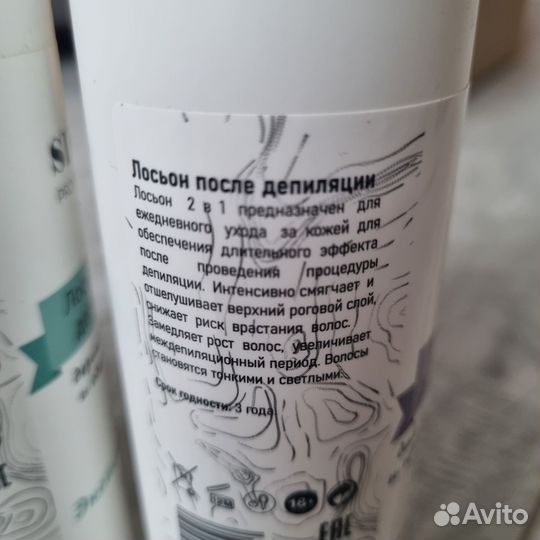 Лосьон после депиляции
Лосьон 2 в 1 предназначен для
ежедневного ухода за кожей для
обеспечения длительного эффекта
после проведения процедуры
депиляции. Интенсивно смягчает и
отшелушивает верхний роговой слой,
снижает риск врастания волос.
Замедляет рост волос, увеличивает
междепиляционный период. Волосы
становятся тонкими и светлыми.
Срок годности: 3 года.
18+
EAC
Avito